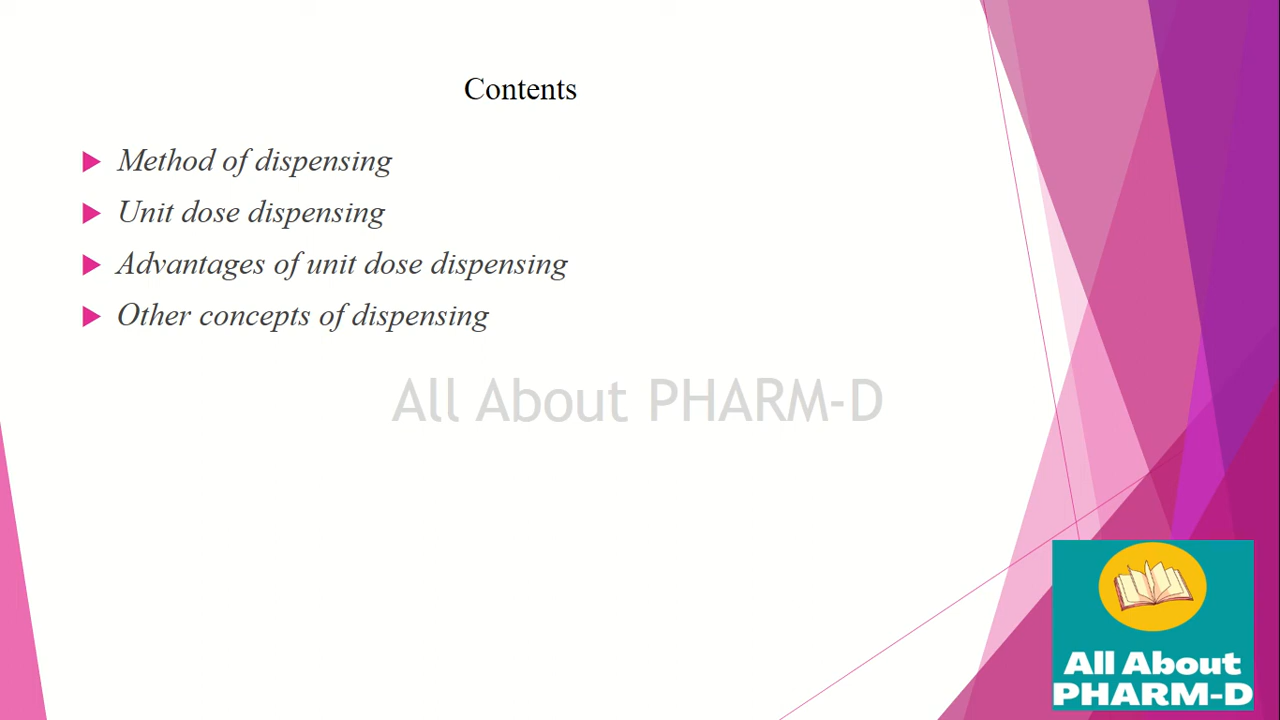 Contents
Method of dispensing
Unit dose dispensing
Advantages of unit dose dispensing
Other concepts of dispensing
All About PHARM-D
All About
PHARM-D